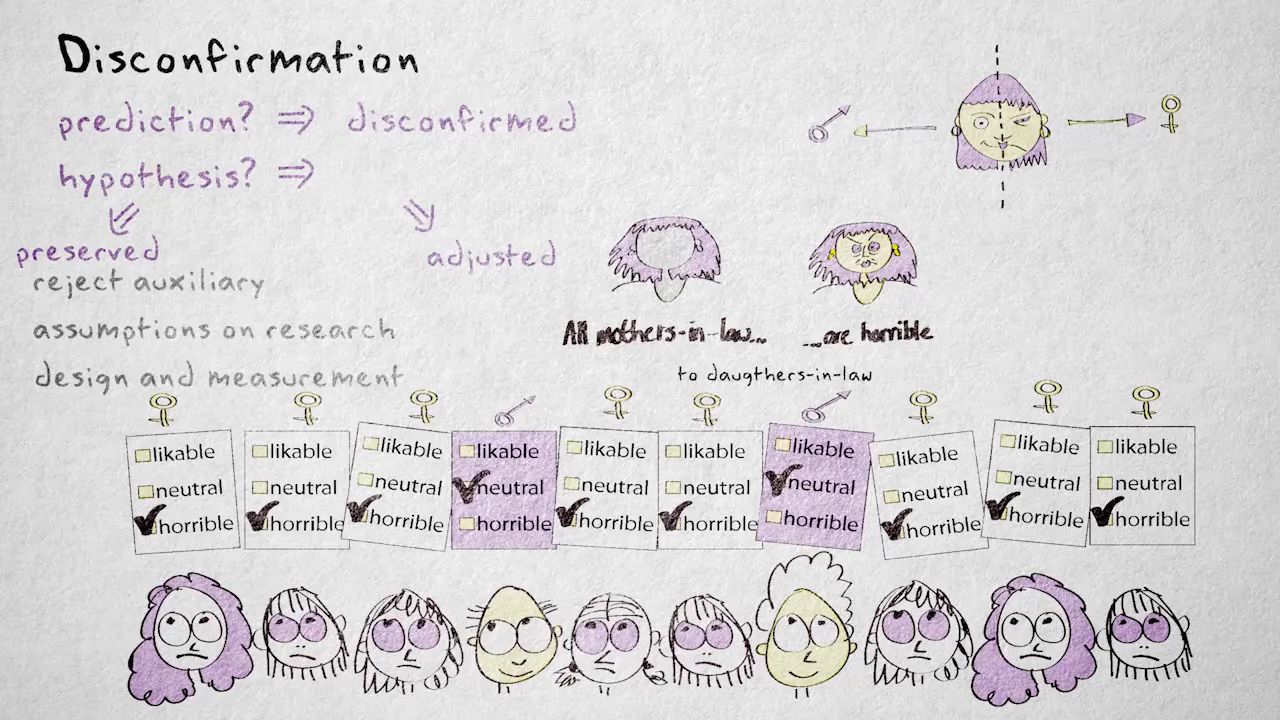 Disconfirmation
prediction? ⇒ disconfirmed
hypothesis? ⇒
preserved
adjusted
reject auxiliary
assumptions on research
design and measurement
All mothers-in-law... ...are horrible
to daugthers-in-law
likable
neutral
horrible
likable
neutral
horrible
likable
neutral
horrible
likable
neutral
horrible
likable
neutral
horrible
likable
neutral
horrible
likable
neutral
horrible
likable
neutral
horrible
likable
neutral
horrible
likable
neutral
horrible